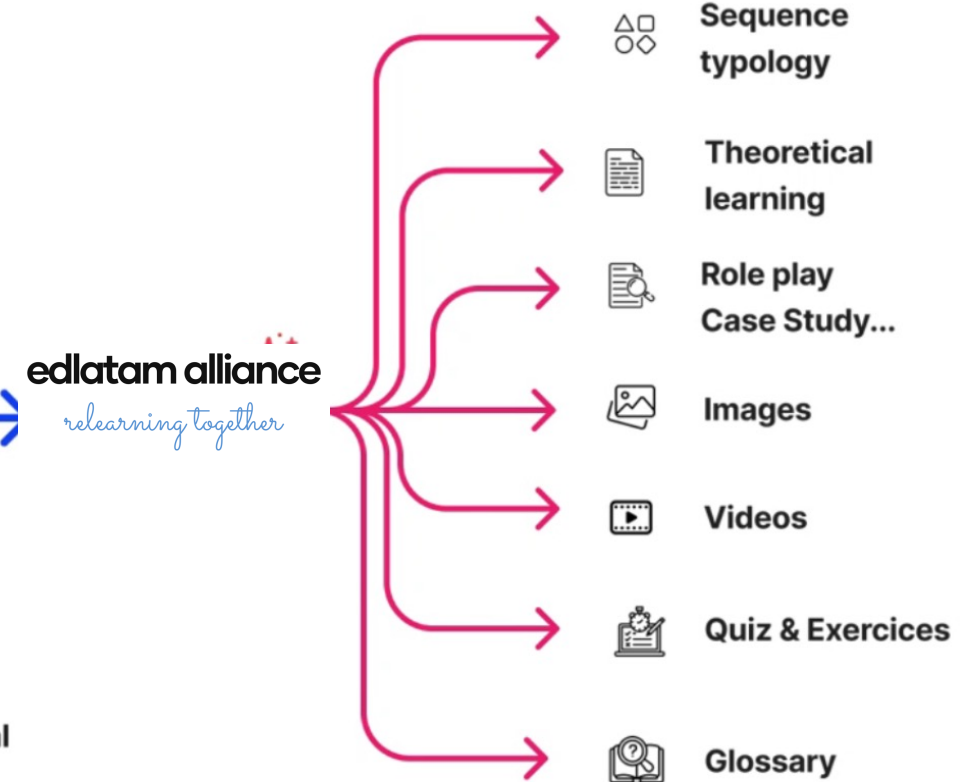 Sequence
typology
Theoretical
learning
Role play
Case Study...
edlatam alliance
relearning together
Images
Videos
Quiz & Exercices
Glossary